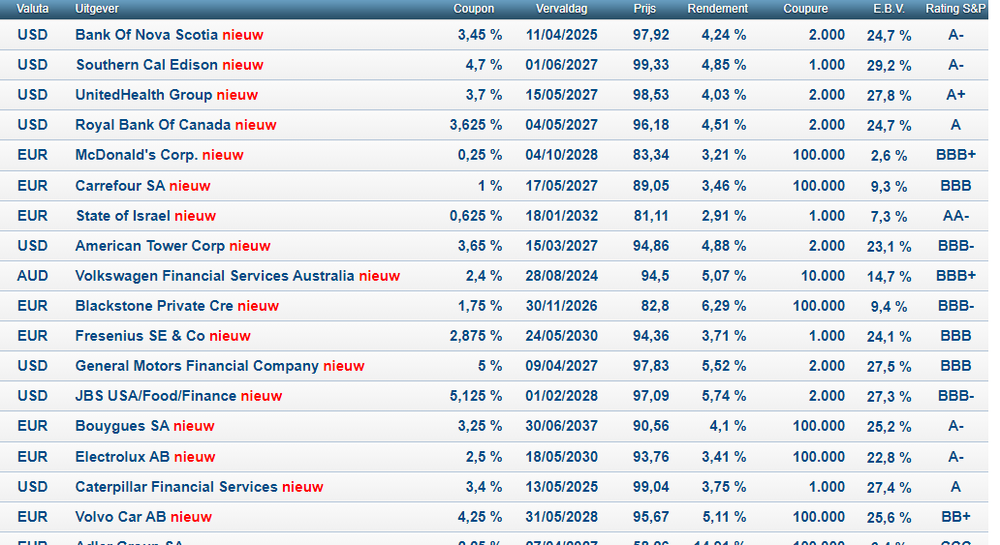 Valuta Uitgever Coupon Vervaldag Prijs Rendement Coupure E.B.V. Rating S&P
USD Bank Of Nova Scotia nieuw 3,45 % 11/04/2025 97,92 4,24 % 2.000 24,7 % A-
USD Southern Cal Edison nieuw 4,7 % 01/06/2027 99,33 4,85 % 1.000 29,2 % A-
USD UnitedHealth Group nieuw 3,7 % 15/05/2027 98,53 4,03 % 2.000 27,8 % A+
USD Royal Bank Of Canada nieuw 3,625 % 04/05/2027 96,18 4,51 % 2.000 24,7 % A
EUR McDonald's Corp. nieuw 0,25 % 04/10/2028 83,34 3,21 % 100.000 2,6 % BBB+
EUR Carrefour SA nieuw 1 % 17/05/2027 89,05 3,46 % 100.000 9,3 % BBB
EUR State of Israel nieuw 0,625 % 18/01/2032 81,11 2,91 % 1.000 7,3 % AA-
USD American Tower Corp nieuw 3,65 % 15/03/2027 94,86 4,88 % 2.000 23,1 % BBB-
AUD Volkswagen Financial Services Australia nieuw 2,4 % 28/08/2024 94,5 5,07 % 10.000 14,7 % BBB+
EUR Blackstone Private Cre nieuw 1,75 % 30/11/2026 82,8 6,29 % 100.000 9,4 % BBB-
EUR Fresenius SE & Co nieuw 2,875 % 24/05/2030 94,36 3,71 % 1.000 24,1 % BBB
USD General Motors Financial Company nieuw 5 % 09/04/2027 97,83 5,52 % 2.000 27,5 % BBB
USD JBS USA/Food/Finance nieuw 5,125 % 01/02/2028 97,09 5,74 % 2.000 27,3 % BBB-
EUR Bouygues SA nieuw 3,25 % 30/06/2037 90,56 4,1 % 100.000 25,2 % A-
EUR Electrolux AB nieuw 2,5 % 18/05/2030 93,76 3,41 % 100.000 22,8 % A-
USD Caterpillar Financial Services nieuw 3,4 % 13/05/2025 99,04 3,75 % 1.000 27,4 % A
EUR Volvo Car AB nieuw 4,25 % 31/05/2028 95,67 5,11 % 100.000 25,6 % BB+
EUR Adler Group SA